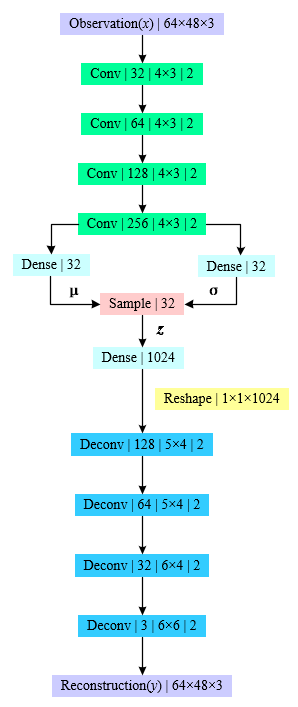 Observation(x) | 64×48×3
Conv | 32 | 4×3 | 2
Conv | 64 | 4×3 | 2
Conv | 128 | 4×3 | 2
Conv | 256 | 4×3 | 2
Dense | 32
Dense | 32
μ
σ
Sample | 32
z
Dense | 1024
Reshape | 1×1×1024
Deconv | 128 | 5×4 | 2
Deconv | 64 | 5×4 | 2
Deconv | 32 | 6×4 | 2
Deconv | 3 | 6×6 | 2
Reconstruction(y) | 64×48×3